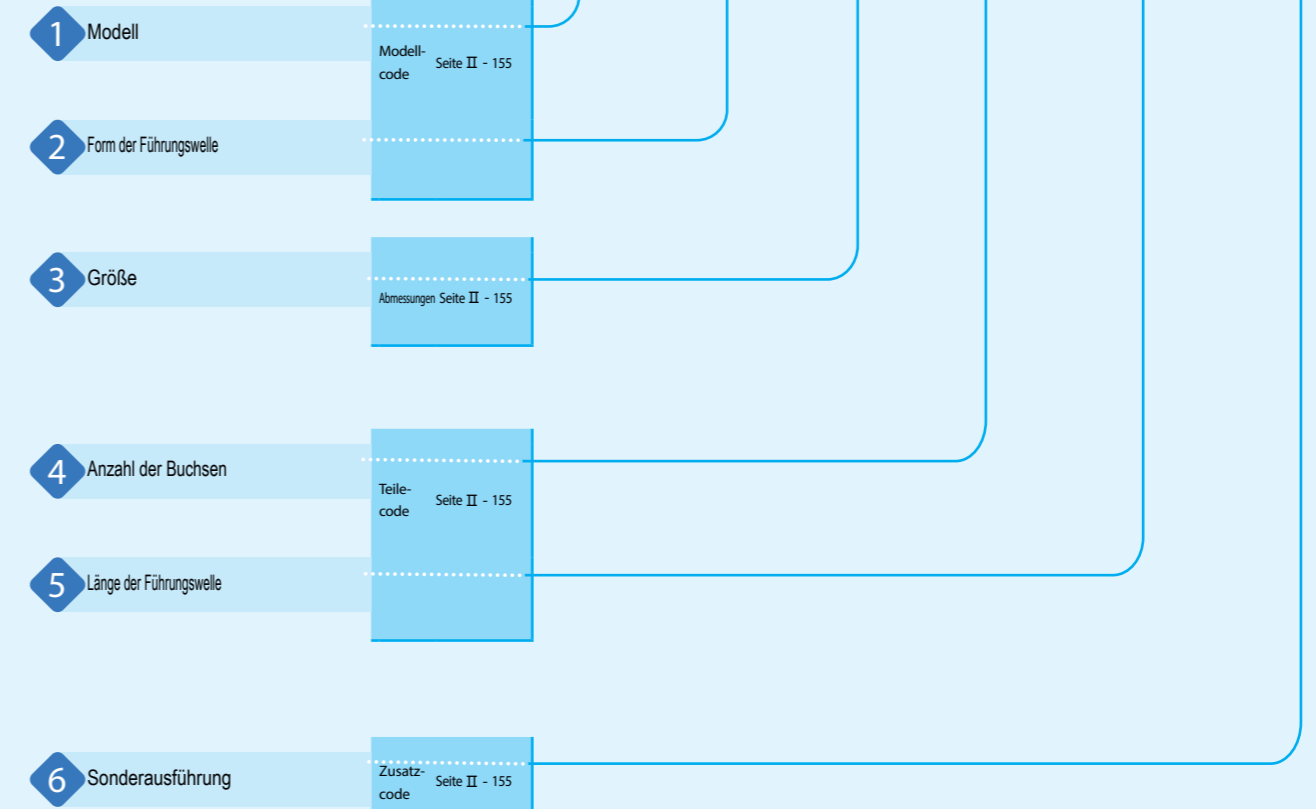 1 Modell
Modell-
code
Seite Ⅱ - 155
2 Form der Führungswelle
3 Größe
Abmessungen Seite Ⅱ - 155
4 Anzahl der Buchsen
Teile-
code
Seite Ⅱ - 155
5 Länge der Führungswelle
6 Sonderausführung
Zusatz-
code
Seite Ⅱ - 155